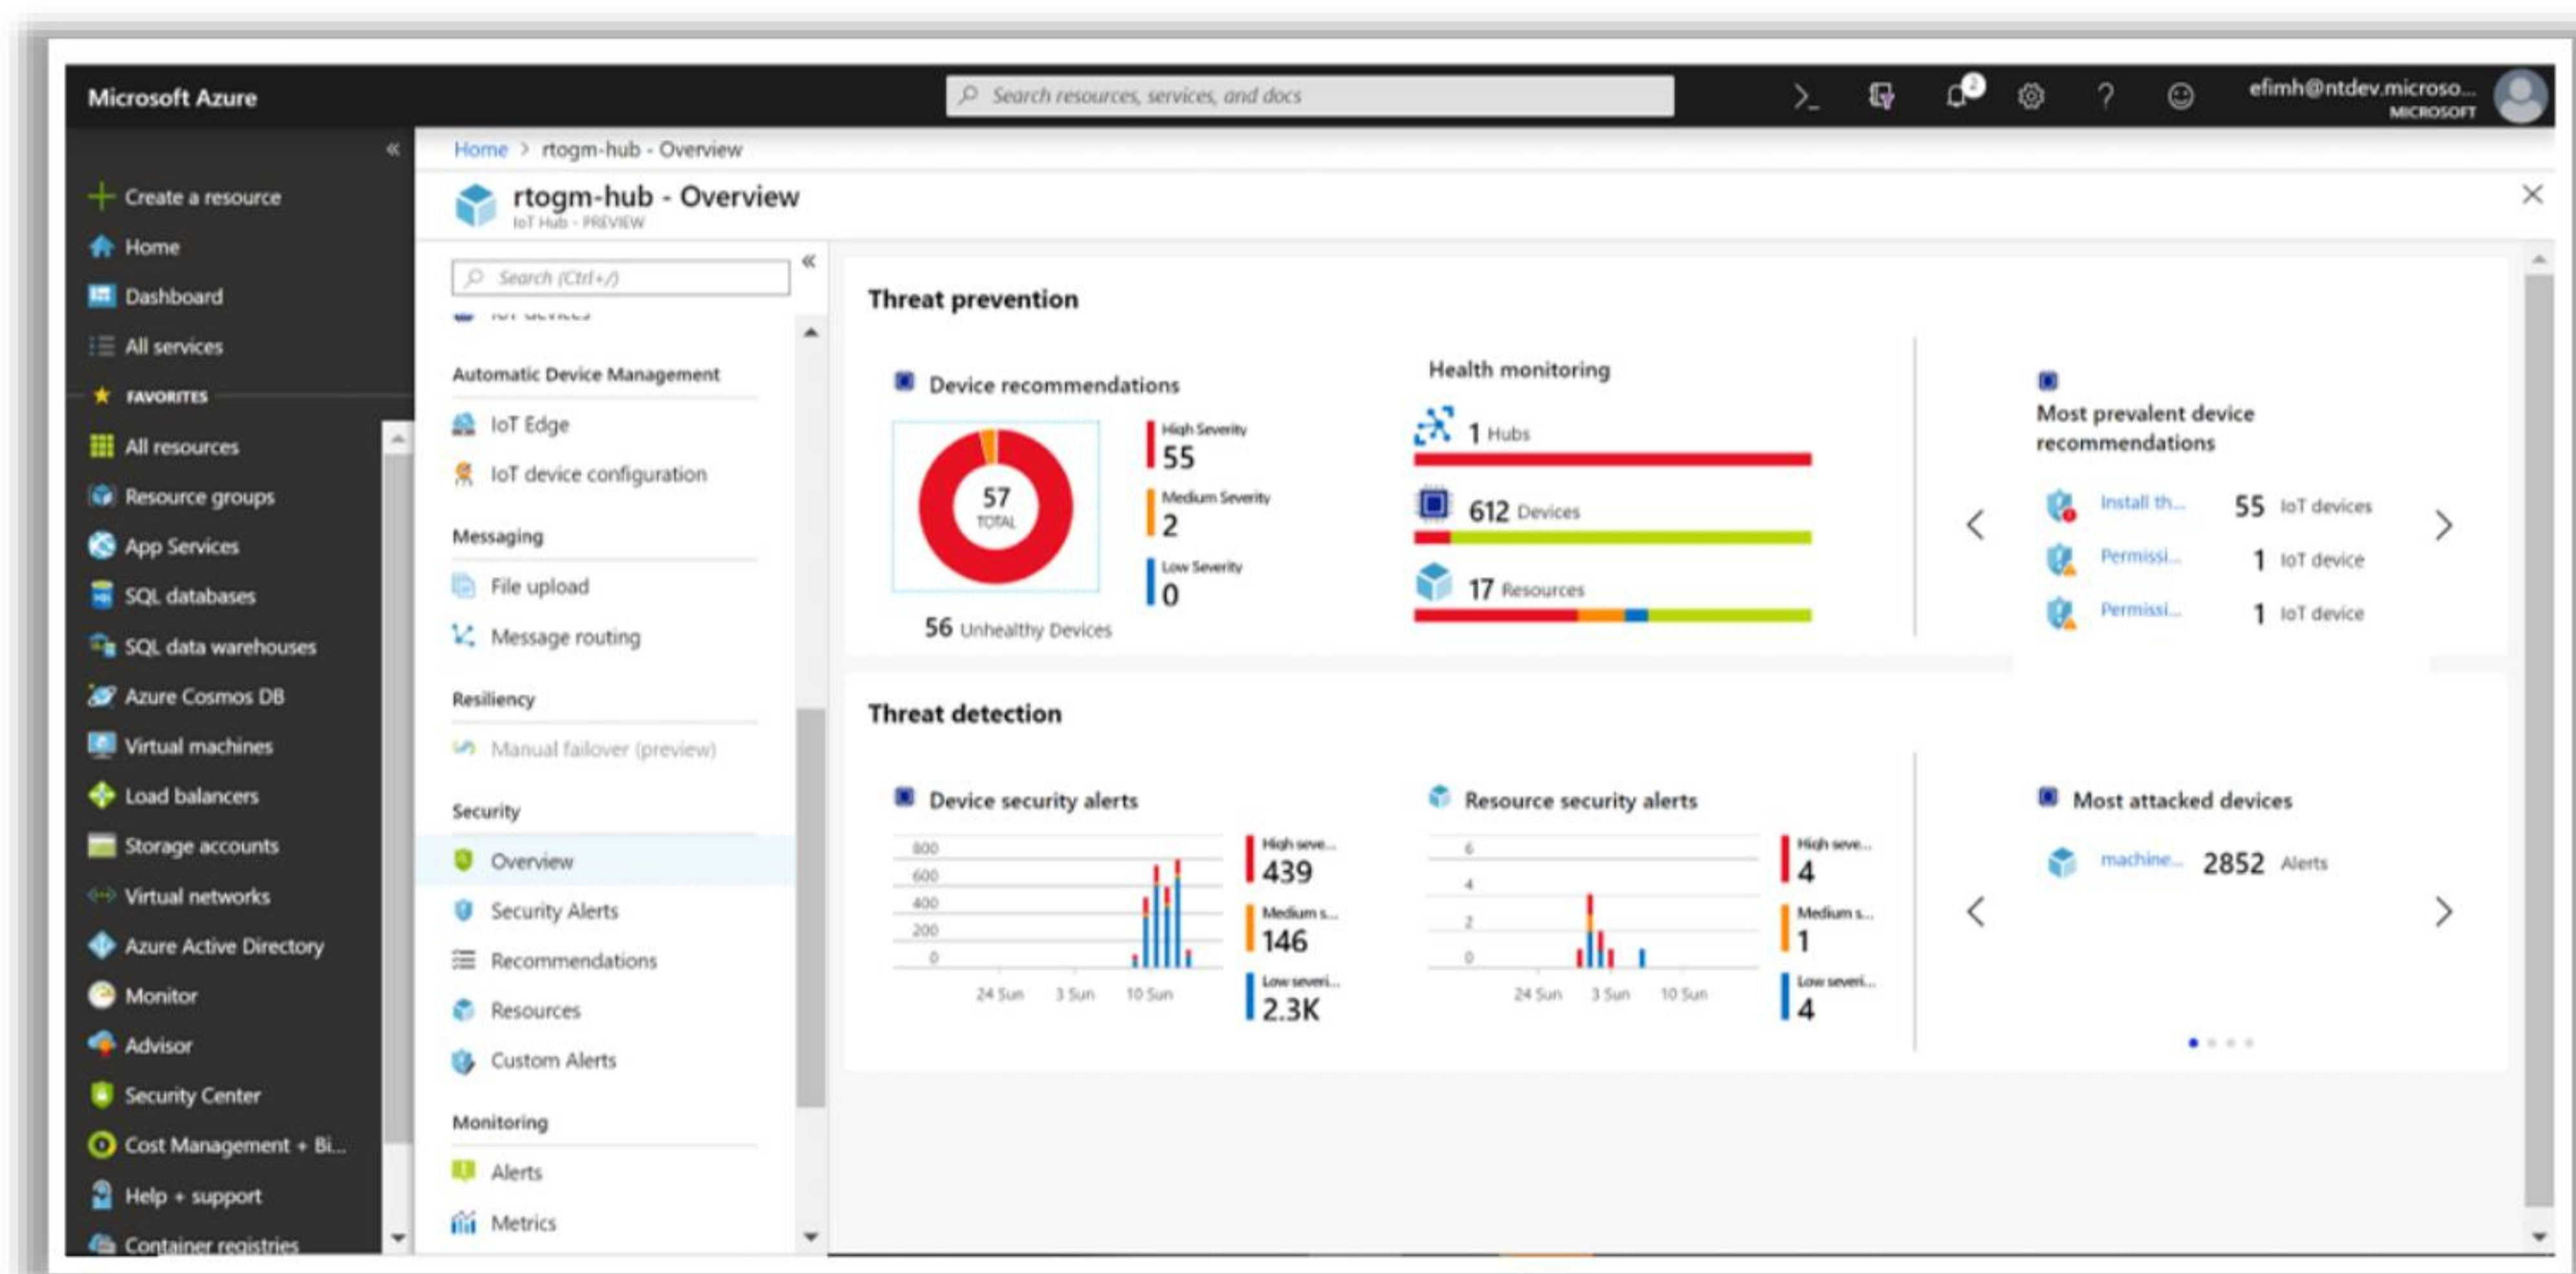 Microsoft Azure
Search resources, services, and docs
2
efimh@ntdev.microso...
MICROSOFT
Create a resource
Home
Dashboard
All services
FAVORITES
All resources
Resource groups
App Services
SQL databases
SQL data warehouses
Azure Cosmos DB
Virtual machines
Load balancers
Storage accounts
Virtual networks
Azure Active Directory
Monitor
Advisor
Security Center
Cost Management + Bi...
Help + support
Container registries
Home > rtogm-hub - Overview
rtogm-hub - Overview
IoT Hub - PREVIEW
Search (Ctrl+/)
IoT devices
Automatic Device Management
IoT Edge
IoT device configuration
Messaging
File upload
Message routing
Resiliency
Manual failover (preview)
Security
Overview
Security Alerts
Recommendations
Resources
Custom Alerts
Monitoring
Alerts
Metrics
Threat prevention
Device recommendations
57
TOTAL
High Severity
55
Medium Severity
2
Low Severity
0
56 Unhealthy Devices
Health monitoring
1 Hubs
612 Devices
17 Resources
Most prevalent device
recommendations
Install th... 55 IoT devices
Permissi... 1 IoT device
Permissi... 1 IoT device
Threat detection
Device security alerts
800
600
400
200
0
24 Sun 3 Sun 10 Sun
High seve...
439
Medium s...
146
Low severi...
2.3K
Resource security alerts
6
4
2
0
24 Sun 3 Sun 10 Sun
High seve...
4
Medium s...
1
Low severi...
4
Most attacked devices
machine... 2852 Alerts